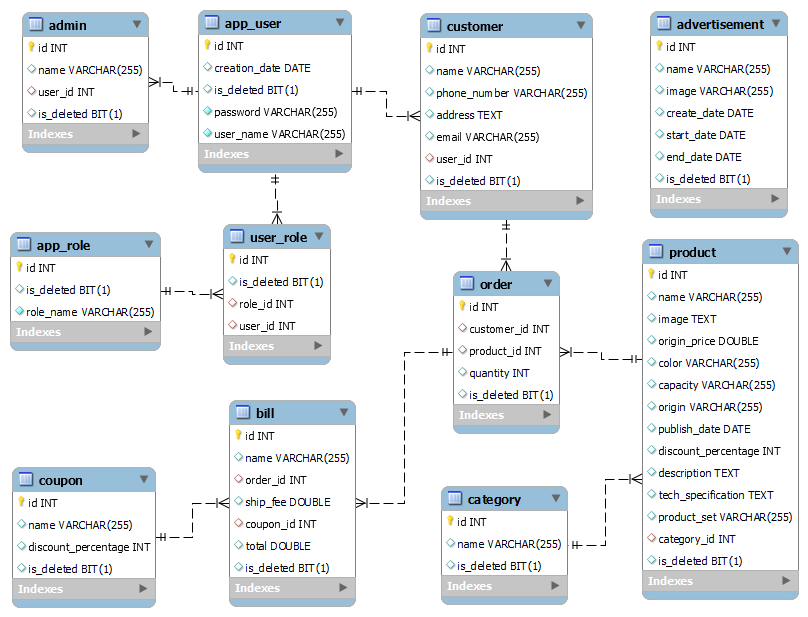 admin
id INT
name VARCHAR(255)
user_id INT
is_deleted BIT(1)
Indexes
app_user
id INT
creation_date DATE
is_deleted BIT(1)
password VARCHAR(255)
user_name VARCHAR(255)
Indexes
customer
id INT
name VARCHAR(255)
phone_number VARCHAR(255)
address TEXT
email VARCHAR(255)
user_id INT
is_deleted BIT(1)
Indexes
advertisement
id INT
name VARCHAR(255)
image VARCHAR(255)
create_date DATE
start_date DATE
end_date DATE
is_deleted BIT(1)
Indexes
app_role
id INT
is_deleted BIT(1)
role_name VARCHAR(255)
Indexes
user_role
id INT
is_deleted BIT(1)
role_id INT
user_id INT
Indexes
order
id INT
customer_id INT
product_id INT
quantity INT
is_deleted BIT(1)
Indexes
product
id INT
name VARCHAR(255)
image TEXT
origin_price DOUBLE
color VARCHAR(255)
capacity VARCHAR(255)
origin VARCHAR(255)
publish_date DATE
discount_percentage INT
description TEXT
tech_specification TEXT
product_set VARCHAR(255)
category_id INT
is_deleted BIT(1)
Indexes
coupon
id INT
name VARCHAR(255)
discount_percentage INT
is_deleted BIT(1)
Indexes
bill
id INT
name VARCHAR(255)
order_id INT
ship_fee DOUBLE
coupon_id INT
total DOUBLE
is_deleted BIT(1)
Indexes
category
id INT
name VARCHAR(255)
is_deleted BIT(1)
Indexes